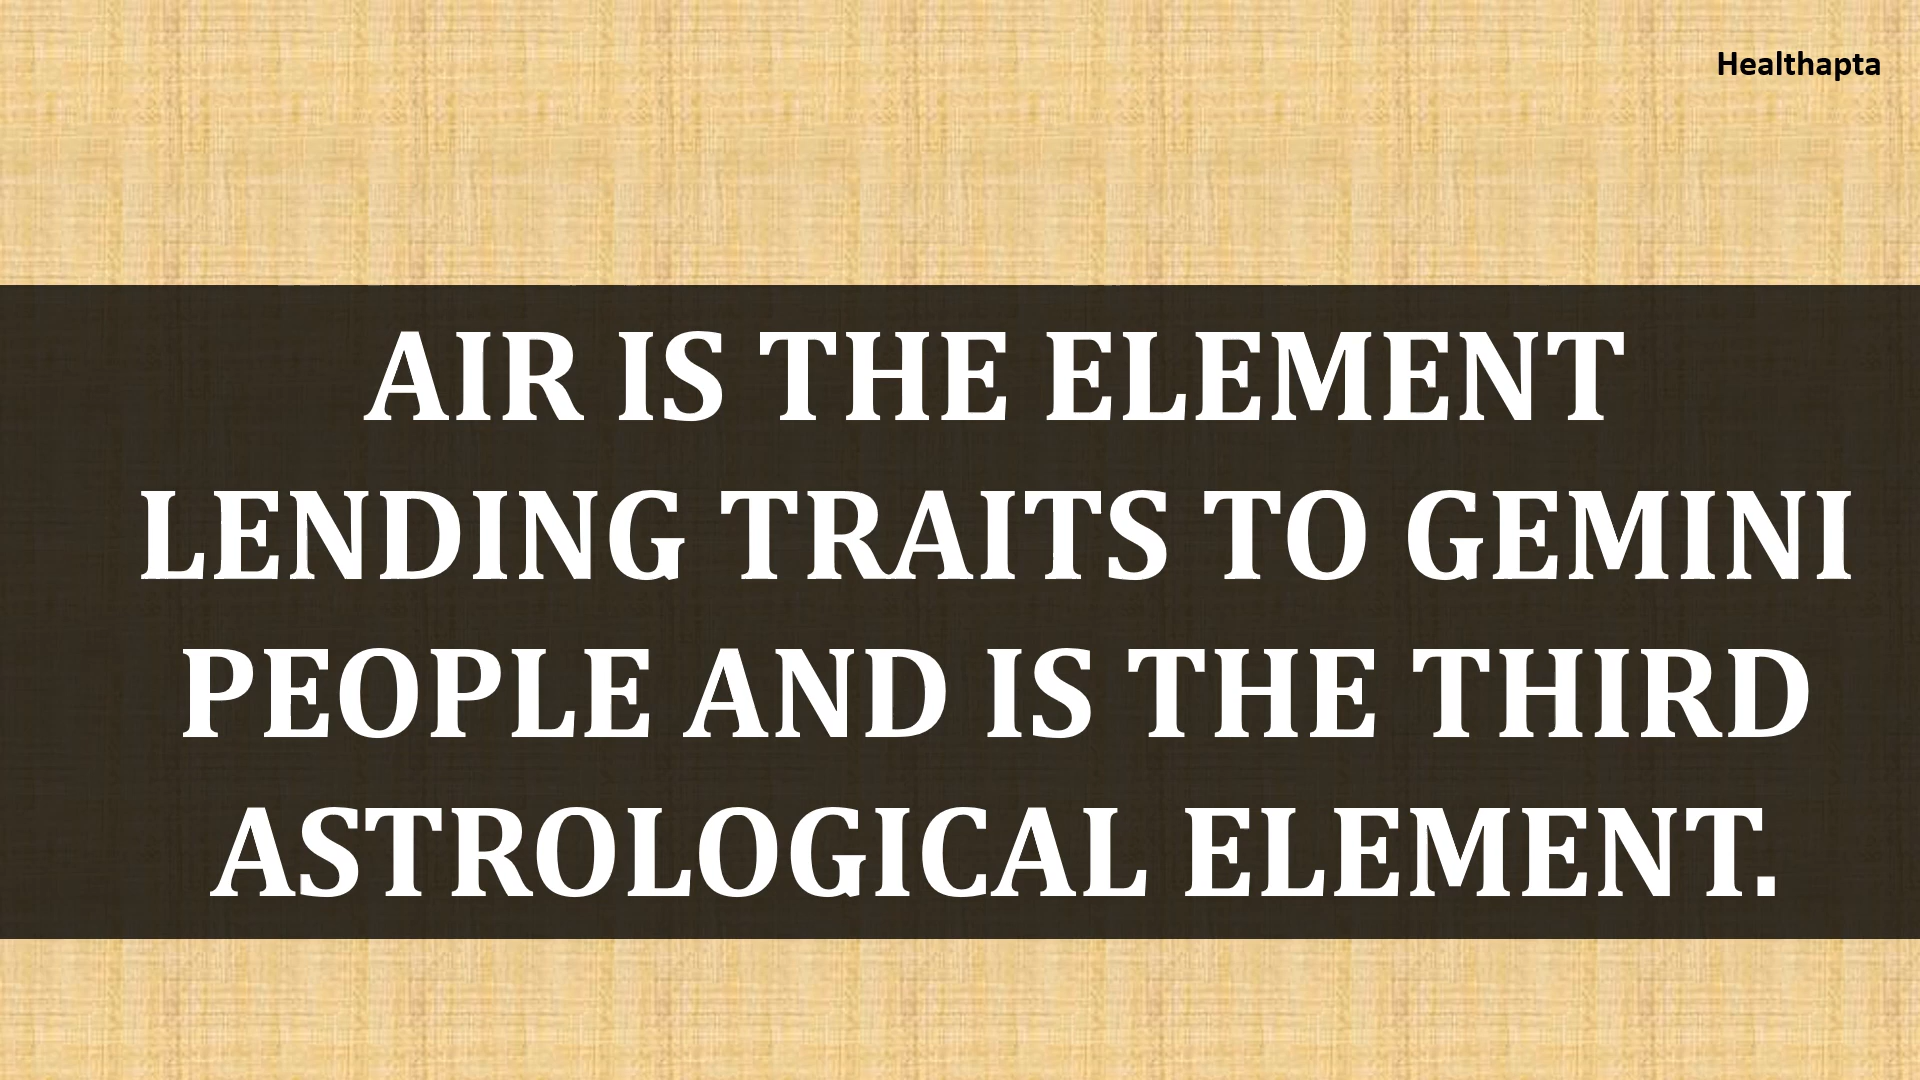 Healthapta
AIR IS THE ELEMENT
LENDING TRAITS TO GEMINI
PEOPLE AND IS THE THIRD
ASTROLOGICAL ELEMENT.